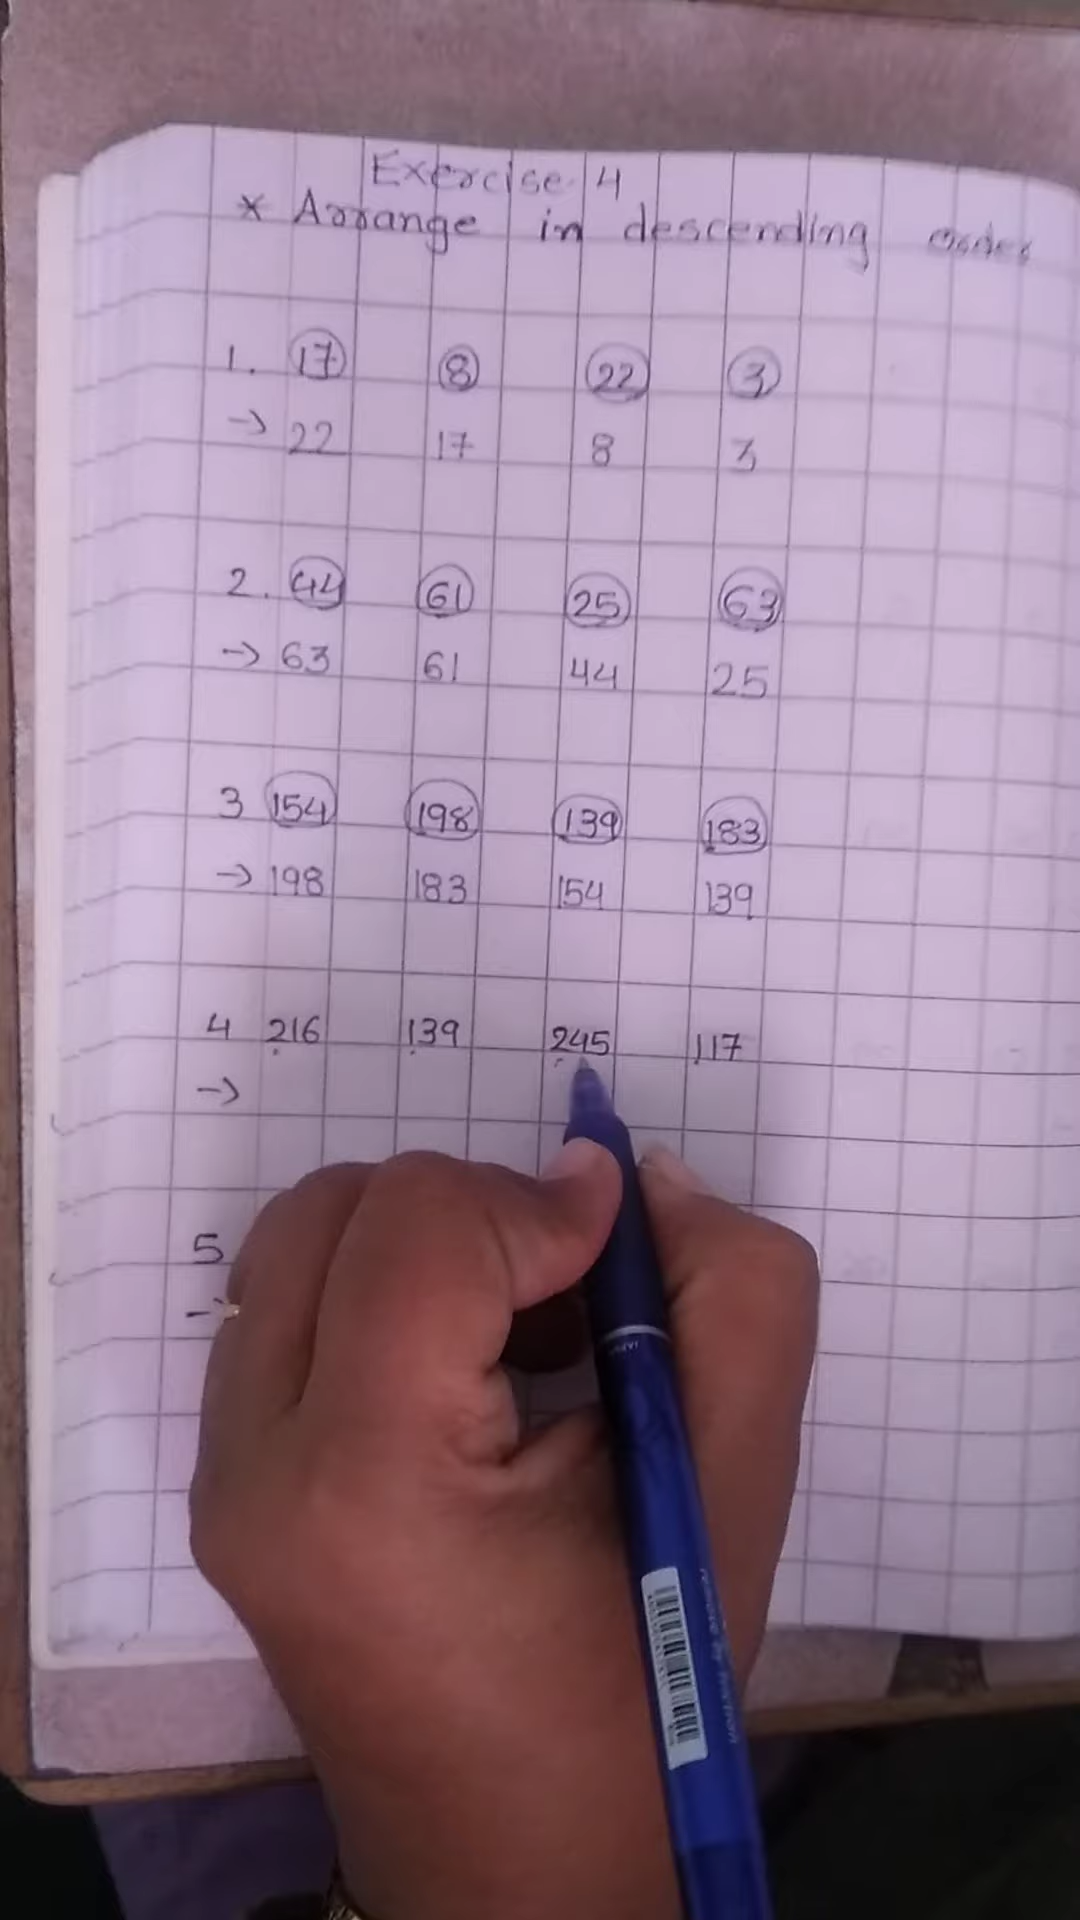 Exercise-4
* Arrange in descending order
1. 17 8 22 3
→ 22 17 8 3
2. 44 61 25 63
→ 63 61 44 25
3 154 198 139 183
→ 198 183 154 139
4 216 139 245 117
→
5
→